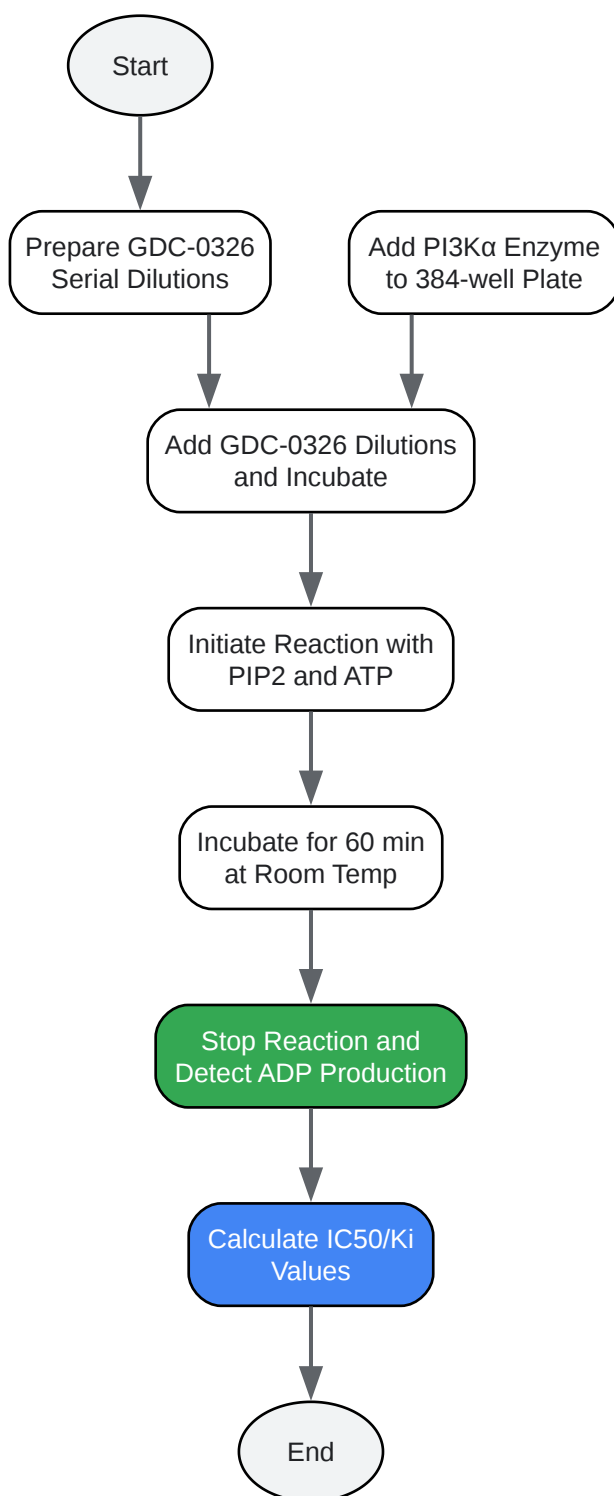 Start
Prepare GDC-0326
Serial Dilutions
Add PI3Kα Enzyme
to 384-well Plate
Add GDC-0326 Dilutions
and Incubate
Initiate Reaction with
PIP2 and ATP
Incubate for 60 min
at Room Temp
Stop Reaction and
Detect ADP Production
Calculate IC50/Ki
Values
End